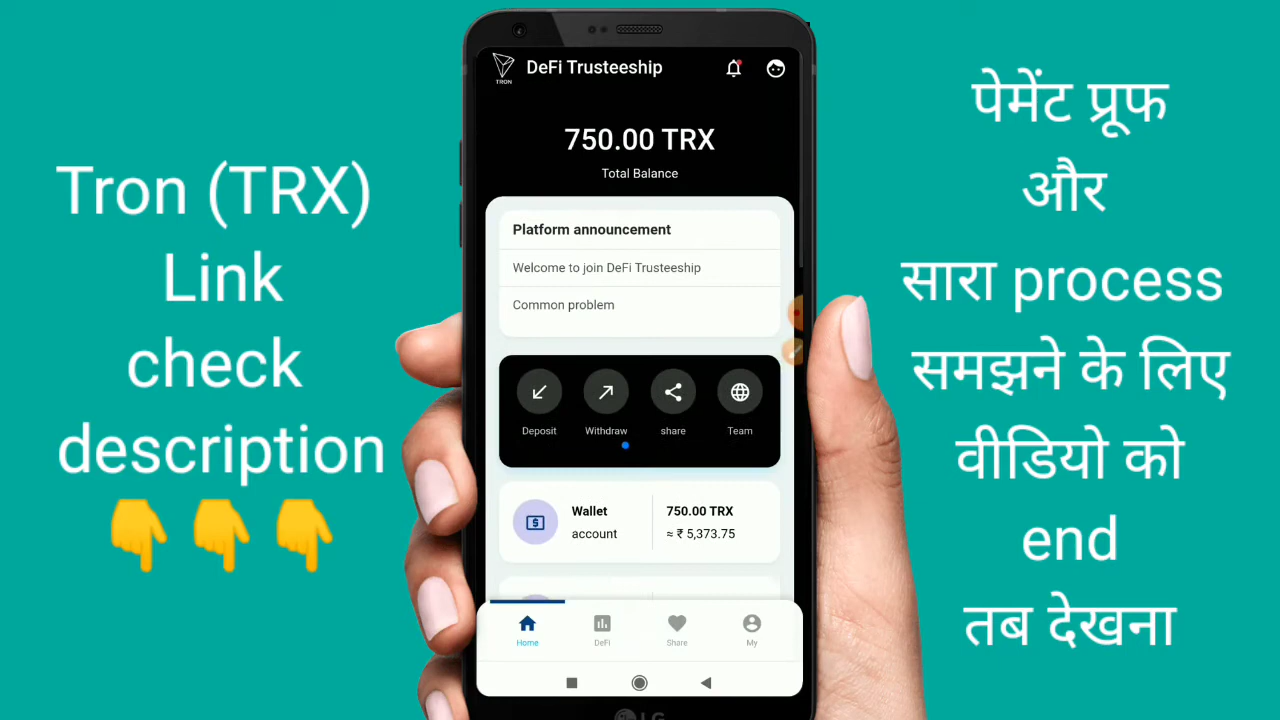 Tron (TRX)
Link
check
description
👇👇👇
TRON
DeFi Trusteeship
750.00 TRX
Total Balance
Platform announcement
Welcome to join DeFi Trusteeship
Common problem
Deposit
Withdraw
share
Team
Wallet
account
750.00 TRX
≈ ₹ 5,373.75
Home
DeFi
Share
My
LG
पेमेंट प्रूफ
और
सारा process
समझने के लिए
वीडियो को
end
तब देखना